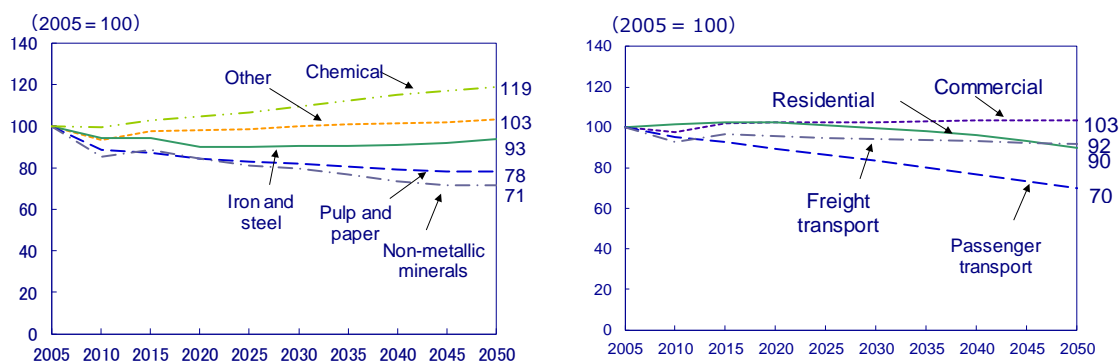 （2005＝100）
140
120
100
80
60
40
20
0
2005 2010 2015 2020 2025 2030 2035 2040 2045 2050
Other
Chemical
Iron and
steel
Pulp and
paper
Non-metallic
minerals
119
103
93
78
71
（2005 = 100）
140
120
100
80
60
40
20
0
2005 2010 2015 2020 2025 2030 2035 2040 2045 2050
Residential
Commercial
Freight
transport
Passenger
transport
103
92
90
70